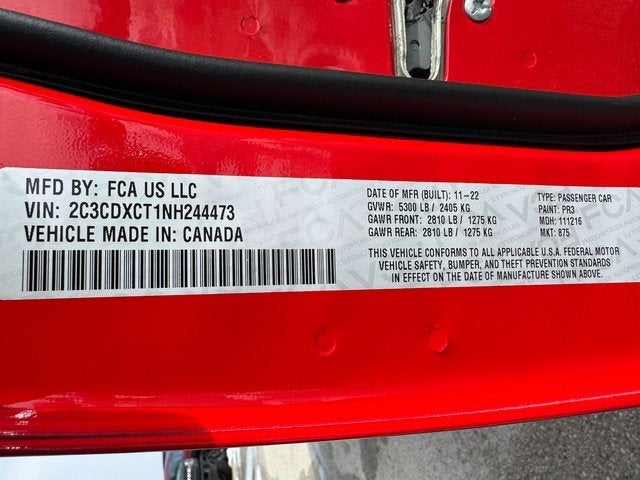 MFD BY: FCA US LLC
VIN: 2C3CDXCT1NH244473
VEHICLE MADE IN: CANADA
DATE OF MFR (BUILT): 11-22
GVWR: 5300 LB / 2405 KG
GAWR FRONT: 2810 LB / 1275 KG
GAWR REAR: 2810 LB / 1275 KG
TYPE: PASSENGER CAR
PAINT: PR3
MDH: 111216
MKT: 875
THIS VEHICLE CONFORMS TO ALL APPLICABLE U.S.A. FEDERAL MOTOR
VEHICLE SAFETY, BUMPER, AND THEFT PREVENTION STANDARDS
IN EFFECT ON THE DATE OF MANUFACTURE SHOWN ABOVE.